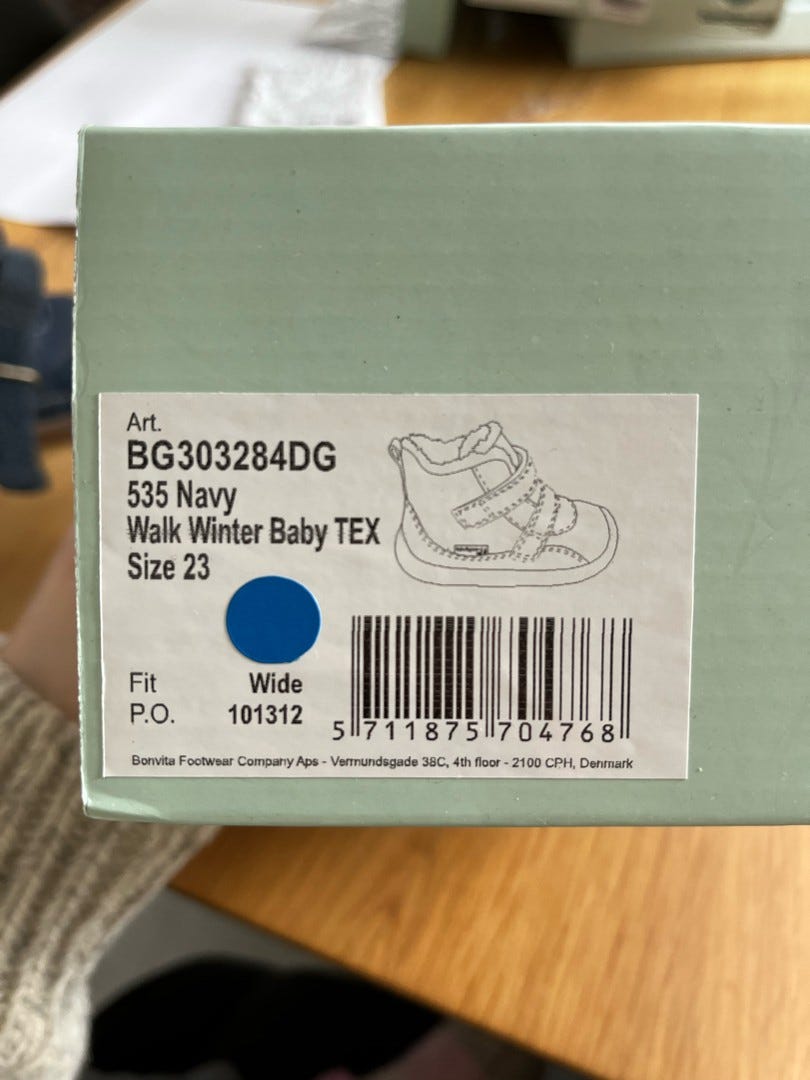 Art.
BG303284DG
535 Navy
Walk Winter Baby TEX
Size 23
Fit Wide
P.O. 101312
5 711875 704768
Bonvita Footwear Company Aps - Vermundsgade 38C, 4th floor - 2100 CPH, Denmark